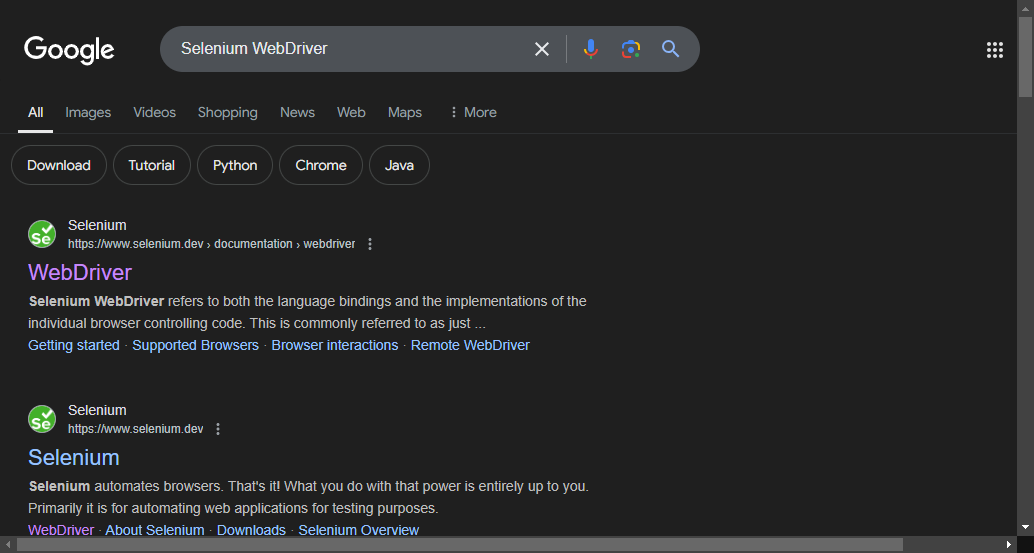 Google
Selenium WebDriver
All Images Videos Shopping News Web Maps More
Download Tutorial Python Chrome Java
Se
Selenium
https://www.selenium.dev › documentation › webdriver
WebDriver
Selenium WebDriver refers to both the language bindings and the implementations of the
individual browser controlling code. This is commonly referred to as just ...
Getting started · Supported Browsers · Browser interactions · Remote WebDriver
Se
Selenium
https://www.selenium.dev
Selenium
Selenium automates browsers. That's it! What you do with that power is entirely up to you.
Primarily it is for automating web applications for testing purposes.
WebDriver · About Selenium · Downloads · Selenium Overview